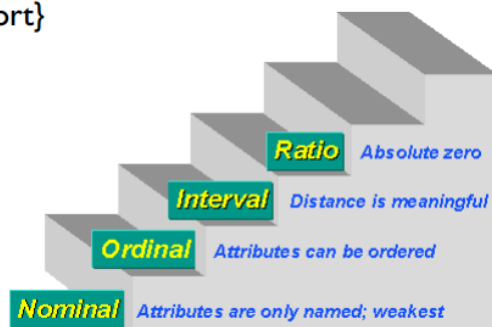 ort}
Ratio Absolute zero
Interval Distance is meaningful
Ordinal Attributes can be ordered
Nominal Attributes are only named; weakest